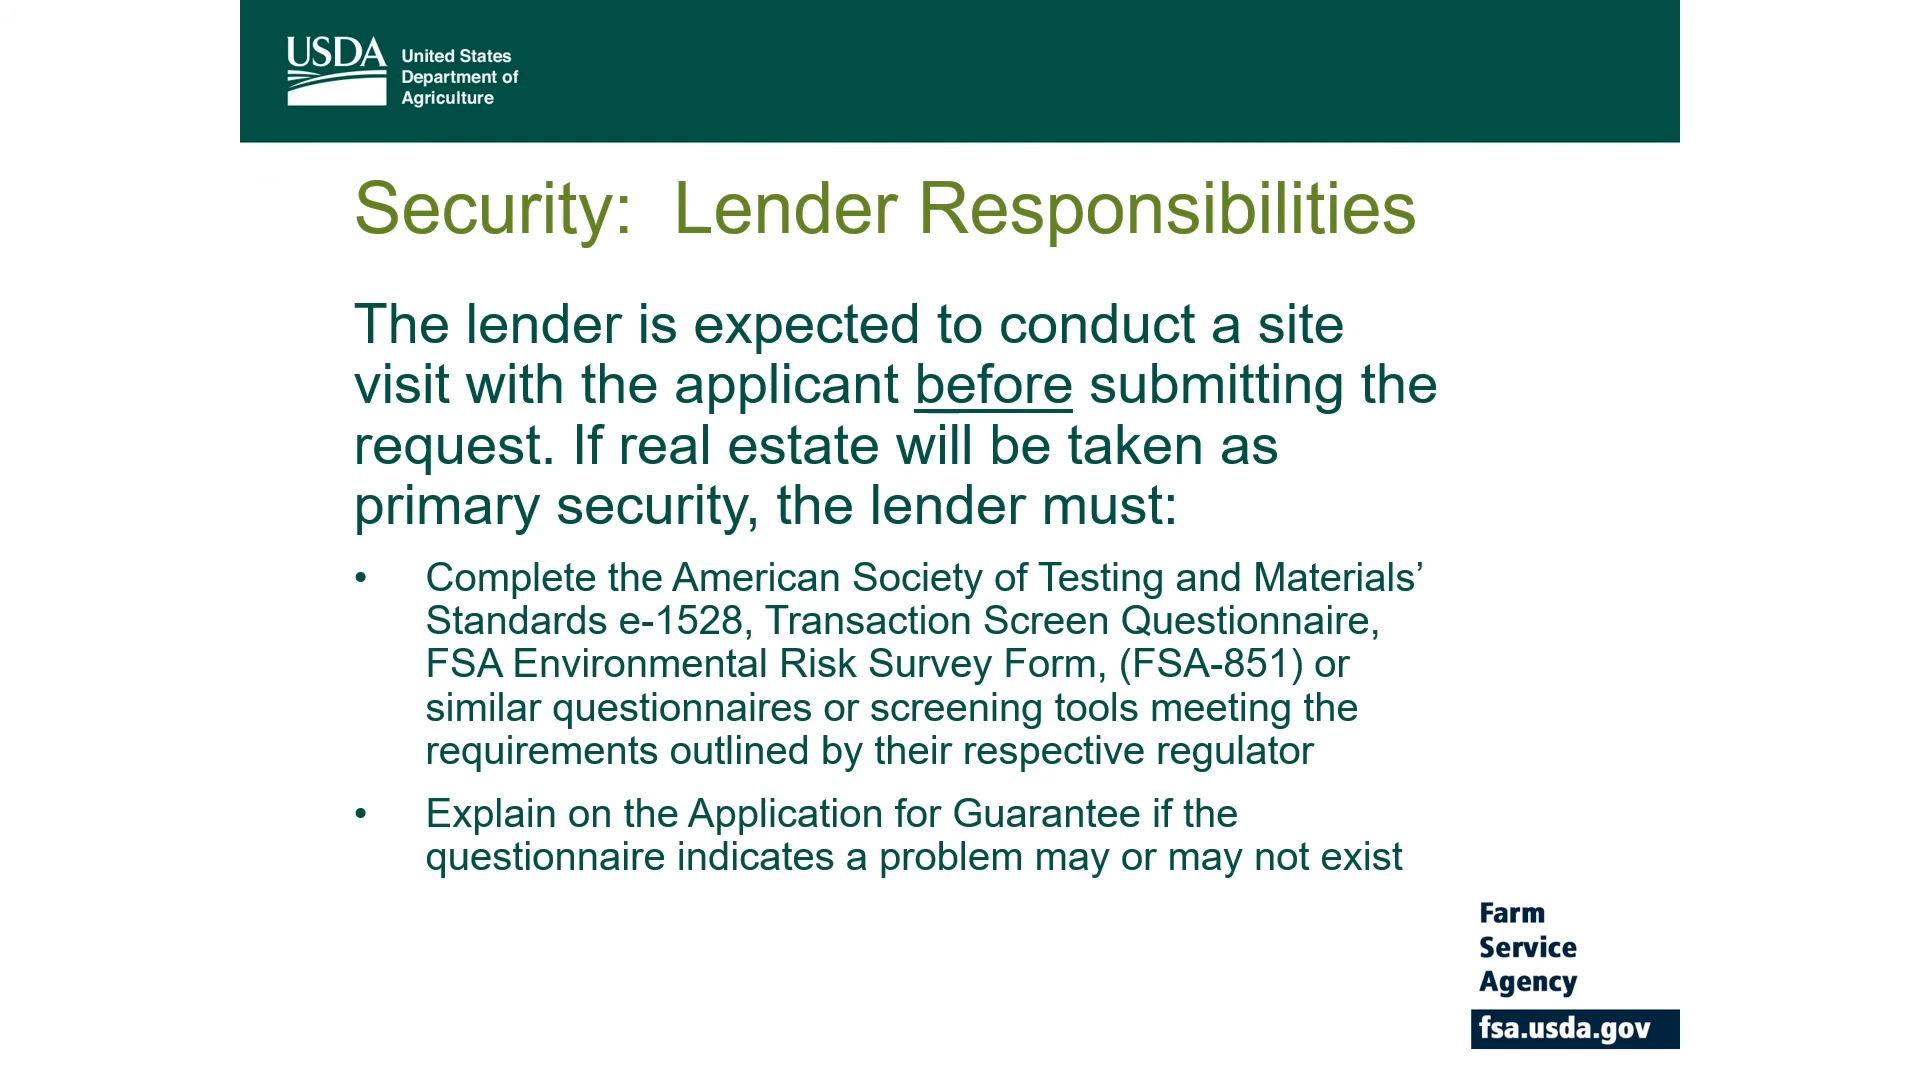 USDA
United States
Department of
Agriculture
Security:  Lender Responsibilities
The lender is expected to conduct a site
visit with the applicant before submitting the
request. If real estate will be taken as
primary security, the lender must:
• Complete the American Society of Testing and Materials’
Standards e-1528, Transaction Screen Questionnaire,
FSA Environmental Risk Survey Form, (FSA-851) or
similar questionnaires or screening tools meeting the
requirements outlined by their respective regulator
• Explain on the Application for Guarantee if the
questionnaire indicates a problem may or may not exist
Farm
Service
Agency
fsa.usda.gov